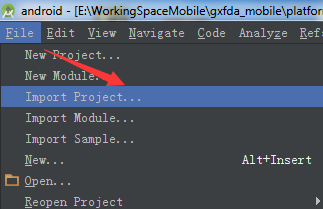 android - [E:\WorkingSpaceMobile\gxfda_mobile\platfor
File Edit View Navigate Code Analyze Refa
New Project...
New Module...
Import Project...
Import Module...
Import Sample...
New... Alt+Insert
Open...
Reopen Project